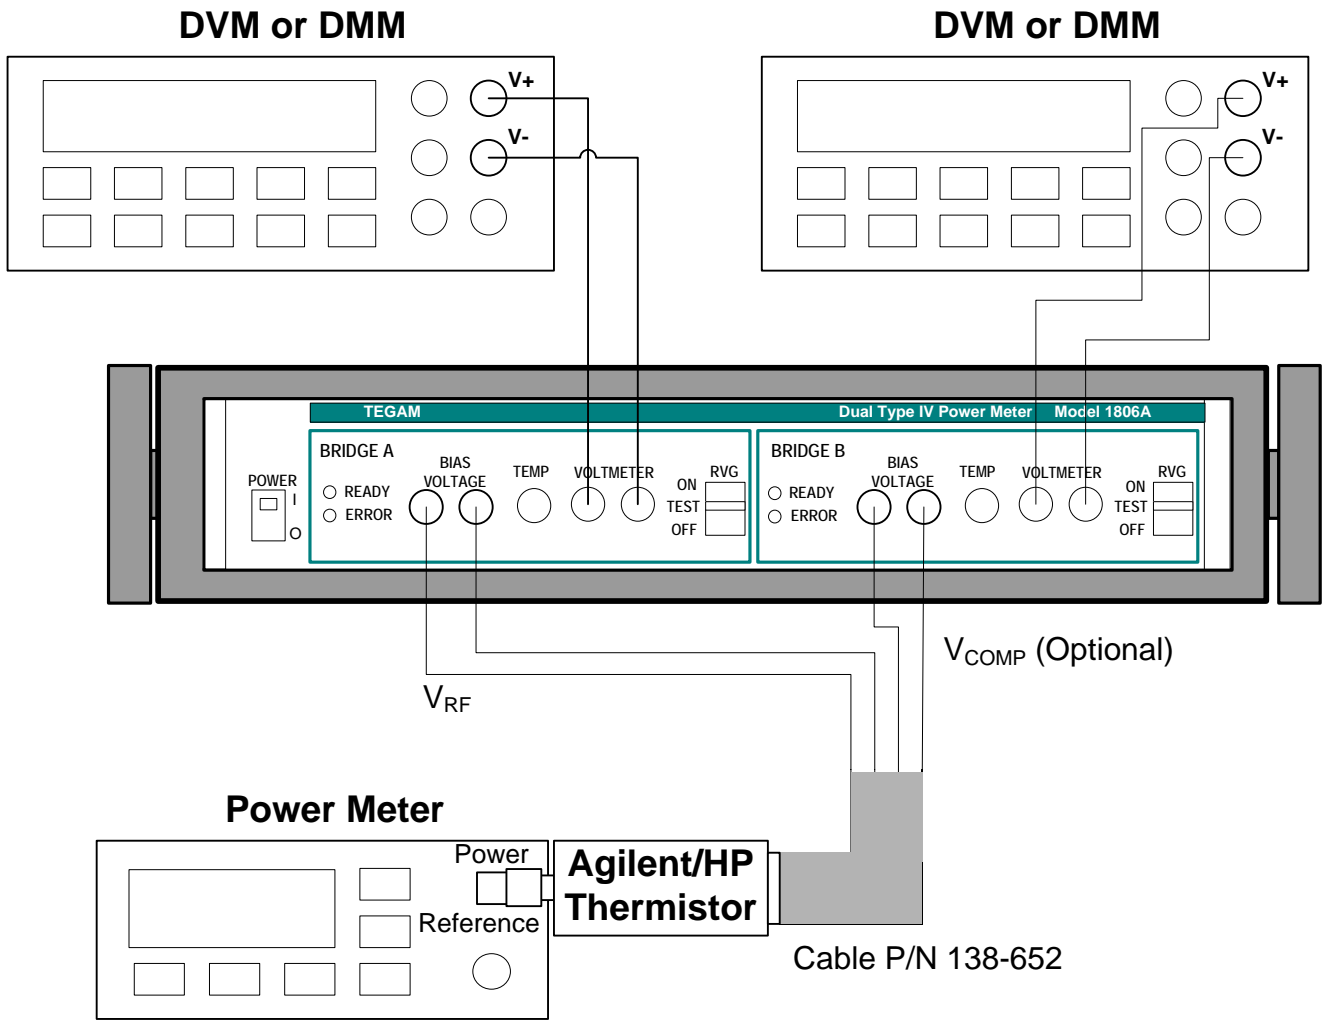 DVM or DMM
DVM or DMM
V+
V-
V+
V-
TEGAM
Dual Type IV Power Meter Model 1806A
POWER
I
O
BRIDGE A
READY
ERROR
BIAS
VOLTAGE
TEMP
VOLTMETER
RVG
ON
TEST
OFF
BRIDGE B
READY
ERROR
BIAS
VOLTAGE
TEMP
VOLTMETER
RVG
ON
TEST
OFF
VRF
VCOMP (Optional)
Power Meter
Power
Reference
Agilent/HP
Thermistor
Cable P/N 138-652